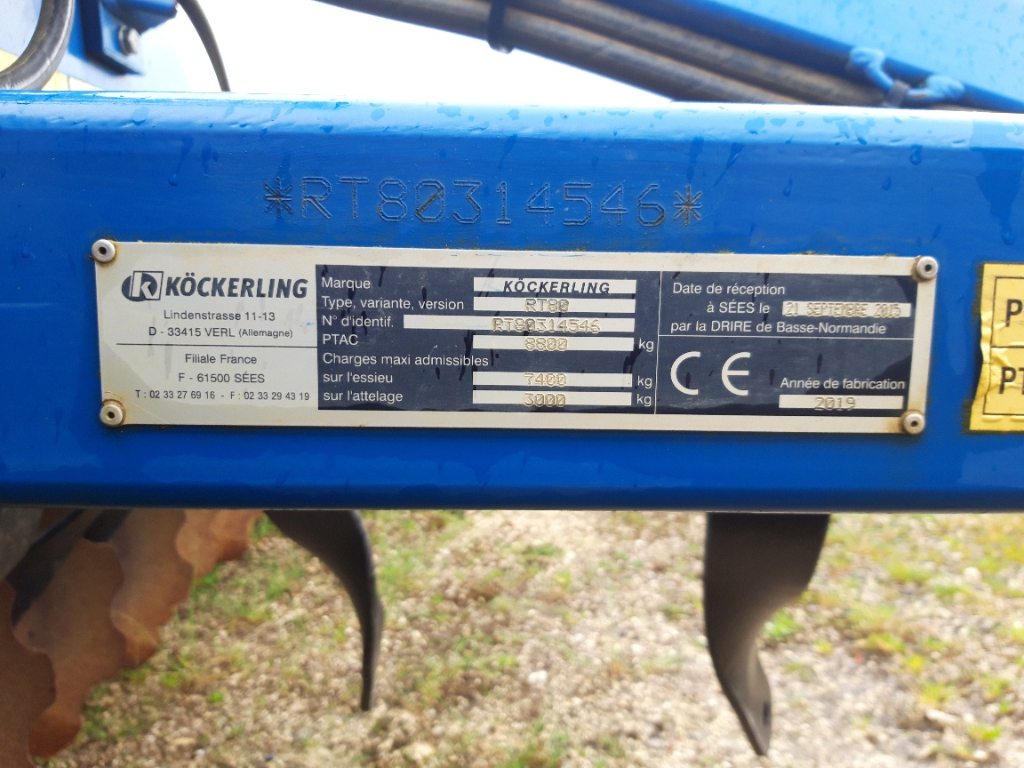 *RT80314546*
KÖCKERLING
Lindenstrasse 11-13
D - 33415 VERL (Allemagne)
Filiale France
F - 61500 SÉES
T : 02 33 27 69 16 - F : 02 33 29 43 19
Marque KÖCKERLING
Type, variante, version RT80
N° d'identif. RT80314546
PTAC 8800 kg
Charges maxi admissibles
sur l'essieu 7400 kg
sur l'attelage 3000 kg
Date de réception
à SÉES le 21 SEPTEMBRE 2015
par la DRIRE de Basse-Normandie
CE
Année de fabrication
2019
P
PT